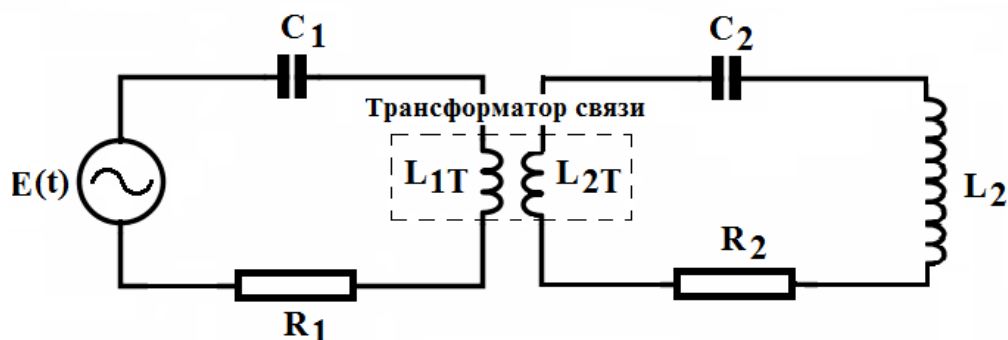 C1
C2
Трансформатор связи
E(t)
L1T
L2T
L2
R1
R2